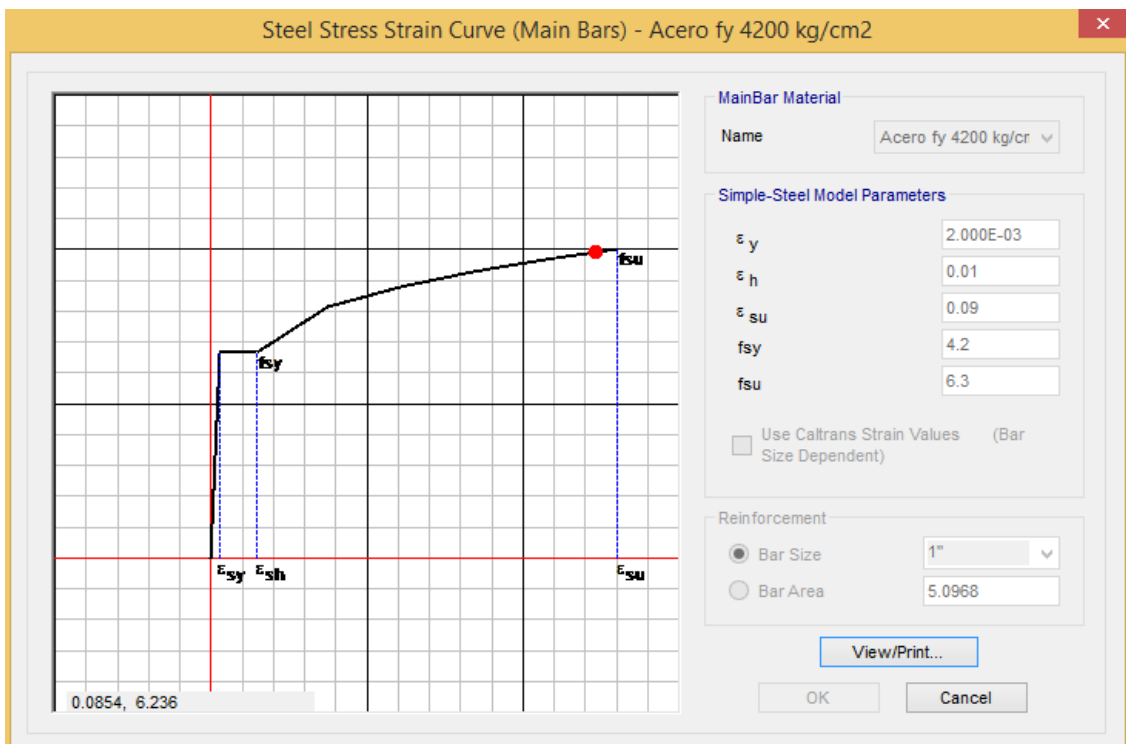 Steel Stress Strain Curve (Main Bars) - Acero fy 4200 kg/cm2
×
fsu
fsy
εsy εsh εsu
0.0854, 6.236
MainBar Material
Name Acero fy 4200 kg/cr
Simple-Steel Model Parameters
ε y 2.000E-03
ε h 0.01
ε su 0.09
fsy 4.2
fsu 6.3
Use Caltrans Strain Values (Bar
Size Dependent)
Reinforcement
Bar Size 1"
Bar Area 5.0968
View/Print...
OK Cancel